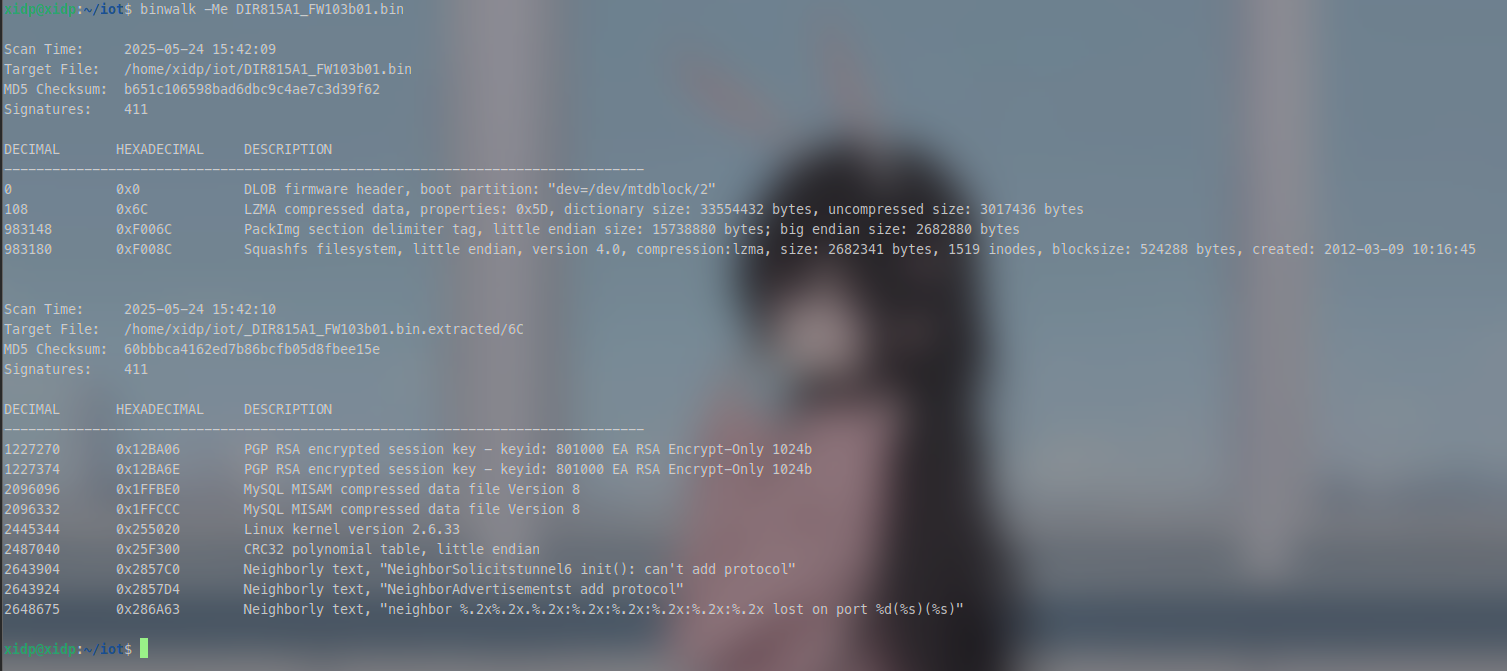 xidp@xidp:~/iot$ binwalk -Me DIR815A1_FW103b01.bin
Scan Time:     2025-05-24 15:42:09
Target File:   /home/xidp/iot/DIR815A1_FW103b01.bin
MD5 Checksum:  b651c106598bad6dbc9c4ae7c3d39f62
Signatures:    411
DECIMAL       HEXADECIMAL     DESCRIPTION
--------------------------------------------------------------------------------
0             0x0             DLOB firmware header, boot partition: "dev=/dev/mtdblock/2"
108           0x6C            LZMA compressed data, properties: 0x5D, dictionary size: 33554432 bytes, uncompressed size: 3017436 bytes
983148        0xF006C         PackImg section delimiter tag, little endian size: 15738880 bytes; big endian size: 2682880 bytes
983180        0xF008C         Squashfs filesystem, little endian, version 4.0, compression:lzma, size: 2682341 bytes, 1519 inodes, blocksize: 524288 bytes, created: 2012-03-09 10:16:45
Scan Time:     2025-05-24 15:42:10
Target File:   /home/xidp/iot/_DIR815A1_FW103b01.bin.extracted/6C
MD5 Checksum:  60bbbca4162ed7b86bcfb05d8fbee15e
Signatures:    411
DECIMAL       HEXADECIMAL     DESCRIPTION
--------------------------------------------------------------------------------
1227270       0x12BA06        PGP RSA encrypted session key - keyid: 801000 EA RSA Encrypt-Only 1024b
1227374       0x12BA6E        PGP RSA encrypted session key - keyid: 801000 EA RSA Encrypt-Only 1024b
2096096       0x1FFBE0        MySQL MISAM compressed data file Version 8
2096332       0x1FFCCC        MySQL MISAM compressed data file Version 8
2445344       0x255020        Linux kernel version 2.6.33
2487040       0x25F300        CRC32 polynomial table, little endian
2643904       0x2857C0        Neighborly text, "NeighborSolicitstunnel6 init(): can't add protocol"
2643924       0x2857D4        Neighborly text, "NeighborAdvertisementst add protocol"
2648675       0x286A63        Neighborly text, "neighbor %.2x%.2x.%.2x:%.2x:%.2x:%.2x:%.2x:%.2x lost on port %d(%s)(%s)"
xidp@xidp:~/iot$